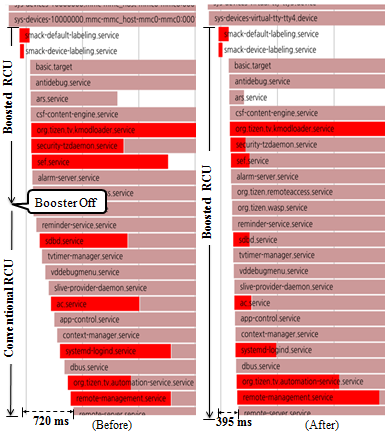 sys-devices-10000000.mmc-mmc_host-mmc0-mmc0:000
smack-default-labeling.service
smack-device-labeling.service
basic.target
antidebug.service
ars.service
csf-content-engine.service
org.tizen.tv.kmodloader.service
security-tzdaemon.service
sef.service
alarm-server.service
.service
Booster Off
reminder-service.service
sdbd.service
tvtimer-manager.service
vddebugmenu.service
slive-provider-daemon.service
ac.service
app-control.service
context-manager.service
systemd-logind.service
dbus.service
org.tizen.tv.automation-service.service
remote-management.service
remote-server.service
Boosted RCU
Conventional RCU
720 ms
(Before)
sys-devices-virtual-tty-tty4.device
smack-default-labeling.service
smack-device-labeling.service
basic.target
antidebug.service
ars.service
csf-content-engine.service
org.tizen.tv.kmodloader.service
security-tzdaemon.service
sef.service
alarm-server.service
org.tizen.remoteaccess.service
org.tizen.wasp.service
reminder-service.service
sdbd.service
tvtimer-manager.service
vddebugmenu.service
slive-provider-daemon.service
ac.service
app-control.service
context-manager.service
systemd-logind.service
dbus.service
org.tizen.tv.automation-service.service
remote-management.service
remote-server.service
Boosted RCU
395 ms
(After)